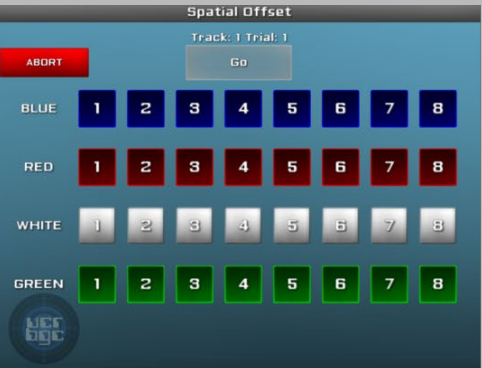 Spatial Offset
Track: 1 Trial: 1
ABORT
Go
BLUE 1 2 3 4 5 6 7 8
RED 1 2 3 4 5 6 7 8
WHITE 1 2 3 4 5 6 7 8
GREEN 1 2 3 4 5 6 7 8